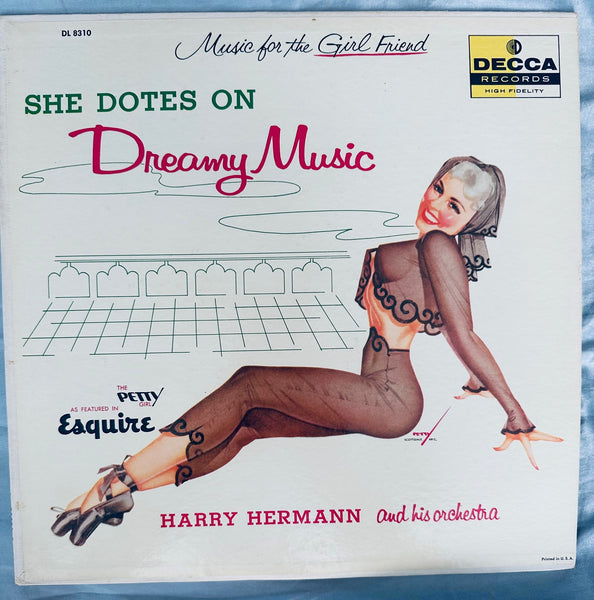 DL 8310
Music for the Girl Friend
DECCA
RECORDS
HIGH FIDELITY
SHE DOTES ON
Dreamy Music
THE
PETTY
GIRL
AS FEATURED IN
Esquire
PETTY
HARRY HERMANN and his orchestra
Printed in U. S. A.